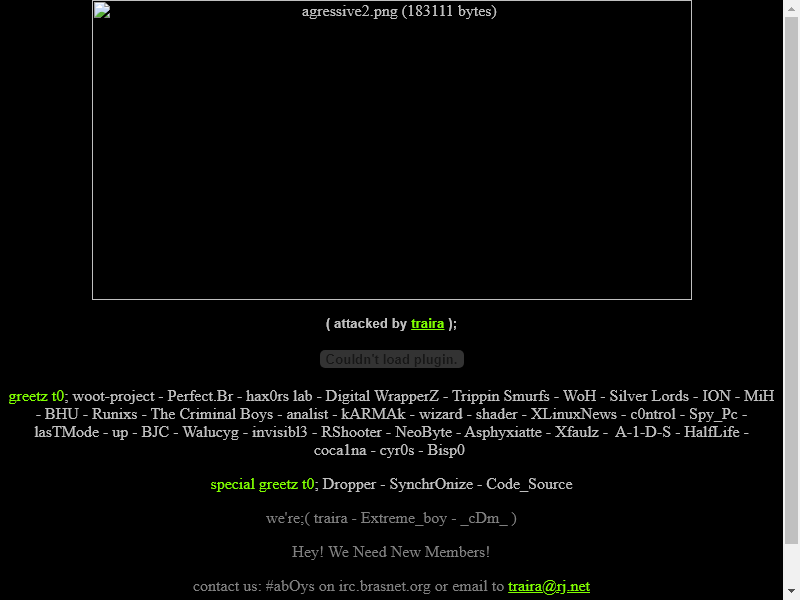 agressive2.png (183111 bytes)
( attacked by traira );
Couldn't load plugin.
greetz t0; woot-project - Perfect.Br - hax0rs lab - Digital WrapperZ - Trippin Smurfs - WoH - Silver Lords - ION - MiH
- BHU - Runixs - The Criminal Boys - analist - kARMAk - wizard - shader - XLinuxNews - c0ntrol - Spy_Pc -
lasTMode - up - BJC - Walucyg - invisibl3 - RShooter - NeoByte - Asphyxiatte - Xfaulz - A-1-D-S - HalfLife -
coca1na - cyr0s - Bisp0
special greetz t0; Dropper - SynchrOnize - Code_Source
we're;( traira - Extreme_boy - _cDm_ )
Hey! We Need New Members!
contact us: #abOys on irc.brasnet.org or email to traira@rj.net